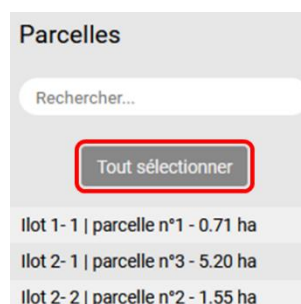 Parcelles
Rechercher...
Tout sélectionner
Ilot 1- 1 | parcelle n°1 - 0.71 ha
Ilot 2- 1 | parcelle n°3 - 5.20 ha
Ilot 2- 2 | parcelle n°2 - 1.55 ha